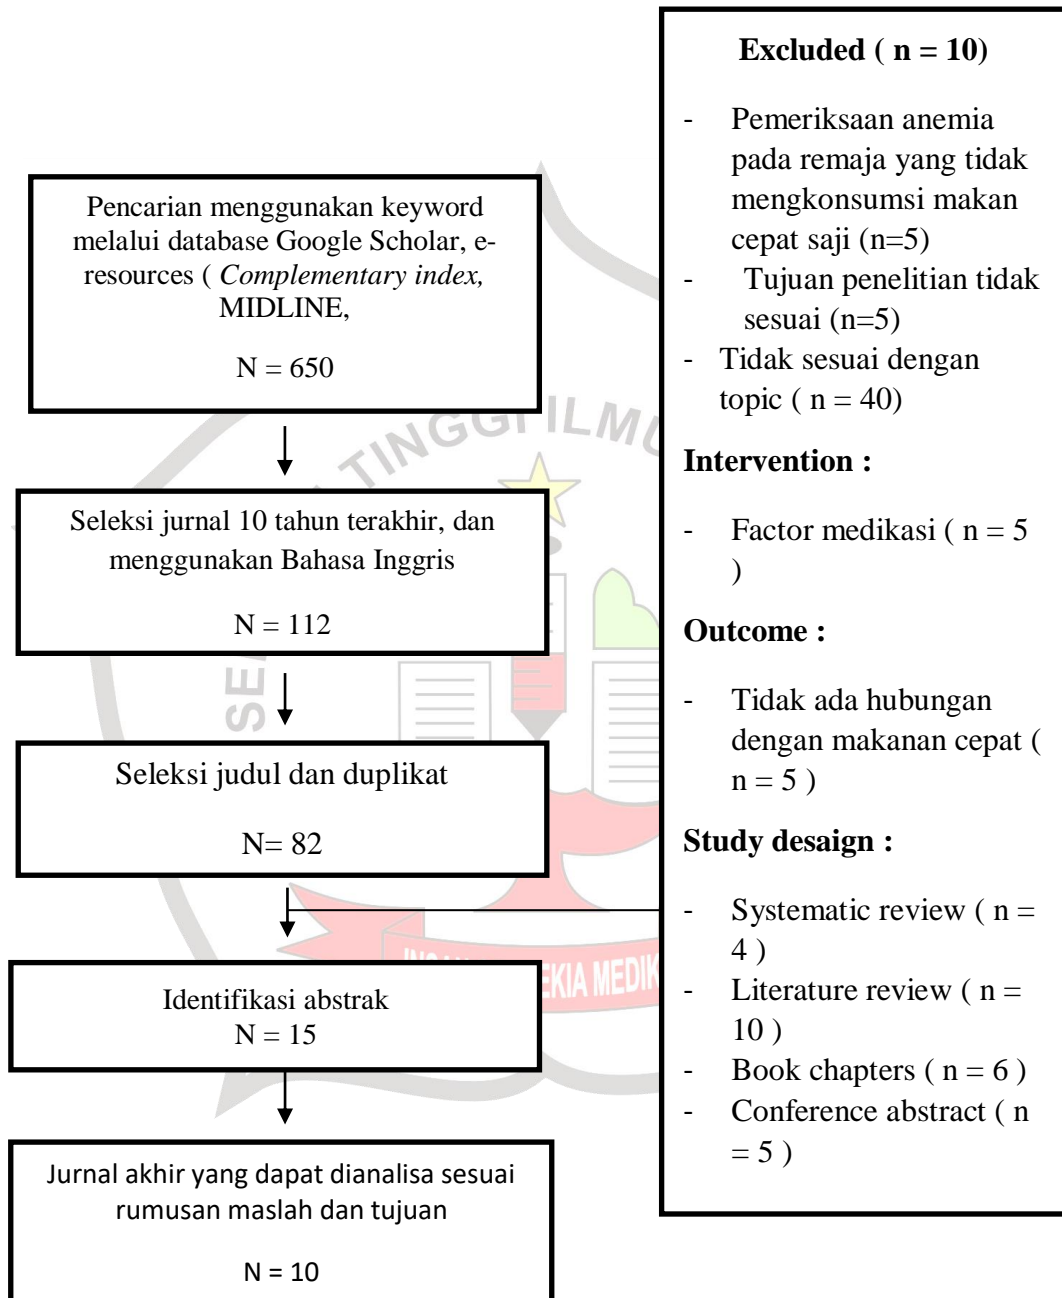 Pencarian menggunakan keyword
melalui database Google Scholar, e-
resources ( Complementary index,
MIDLINE,
N = 650
Seleksi jurnal 10 tahun terakhir, dan
menggunakan Bahasa Inggris
N = 112
Seleksi judul dan duplikat
N= 82
Identifikasi abstrak
N = 15
Jurnal akhir yang dapat dianalisa sesuai
rumusan maslah dan tujuan
N = 10
Excluded ( n = 10)
- Pemeriksaan anemia
pada remaja yang tidak
mengkonsumsi makan
cepat saji (n=5)
- Tujuan penelitian tidak
sesuai (n=5)
- Tidak sesuai dengan
topic ( n = 40)
Intervention :
- Factor medikasi ( n = 5
)
Outcome :
- Tidak ada hubungan
dengan makanan cepat (
n = 5 )
Study desaign :
- Systematic review ( n =
4 )
- Literature review ( n =
10 )
- Book chapters ( n = 6 )
- Conference abstract ( n
= 5 )
TINGGI ILMU